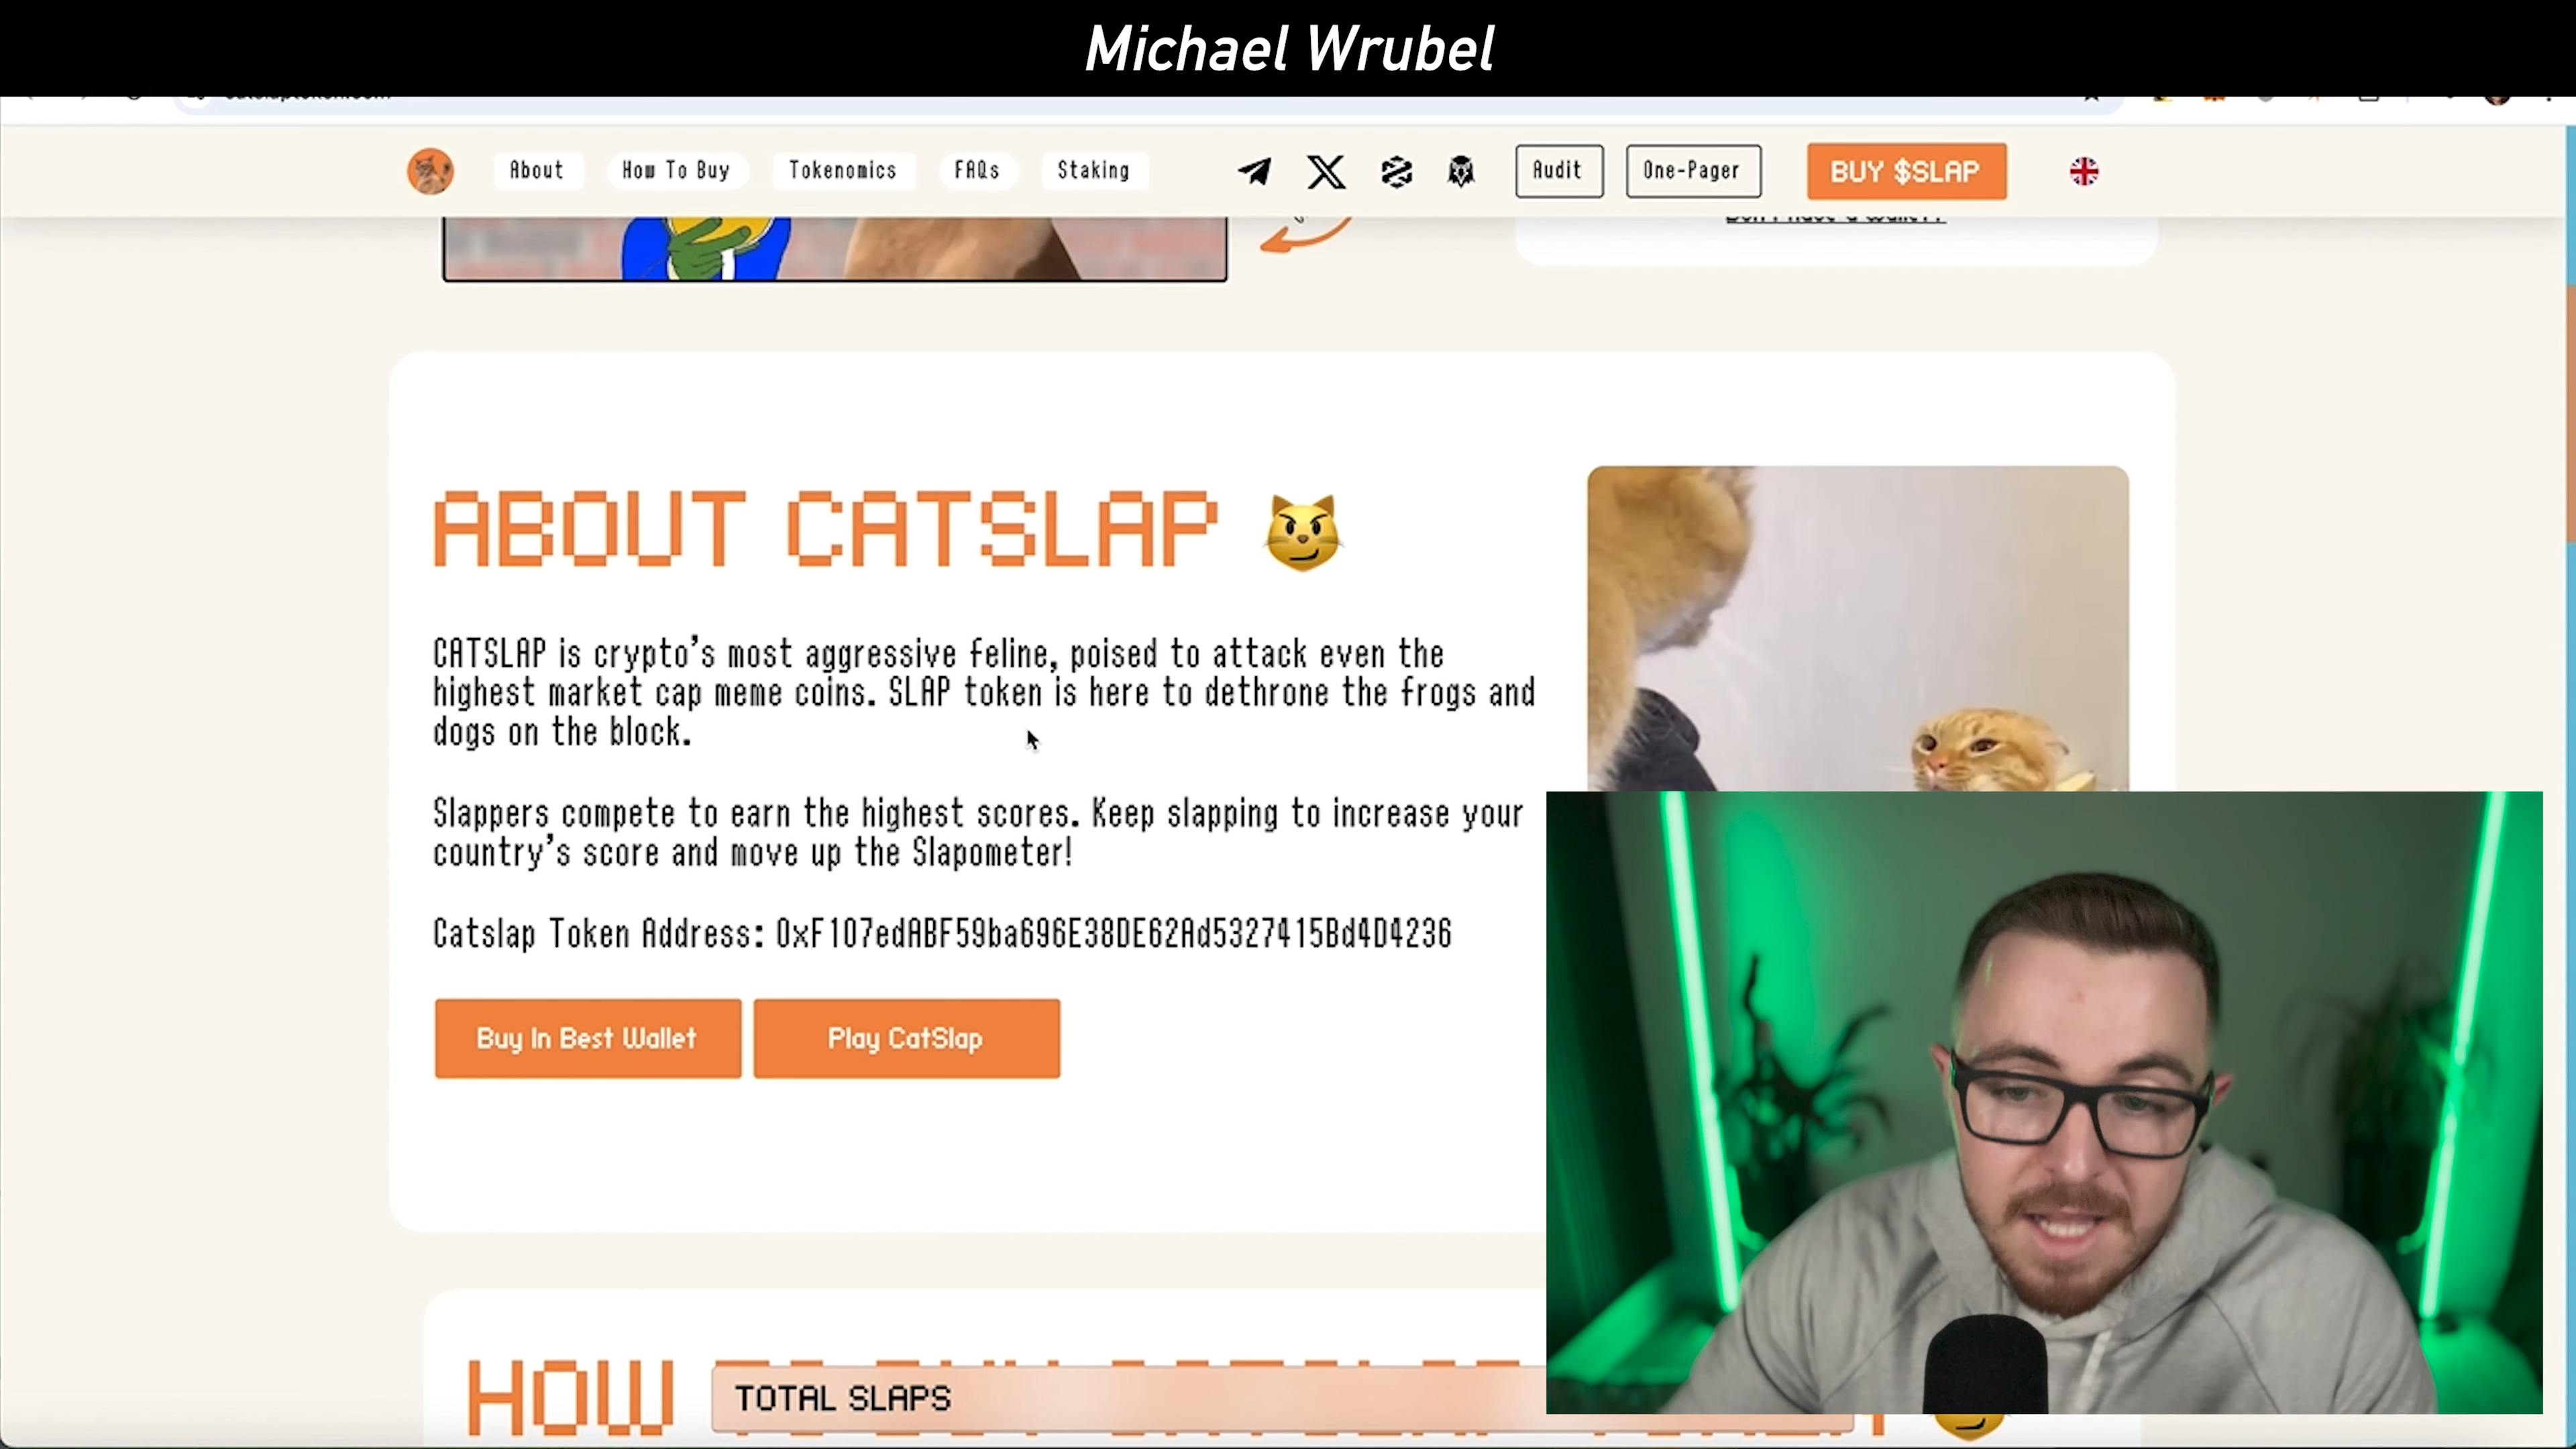 Michael Wrubel
About
How To Buy
Tokenomics
FAQs
Staking
Audit
One-Pager
BUY $SLAP
Don't have a wallet?
ABOUT CATSLAP
CATSLAP is crypto's most aggressive feline, poised to attack even the
highest market cap meme coins. SLAP token is here to dethrone the frogs and
dogs on the block.
Slappers compete to earn the highest scores. Keep slapping to increase your
country's score and move up the Slapometer!
Catslap Token Address: 0xF107edABF59ba696E38DE62Ad5327415Bd4D4236
Buy In Best Wallet
Play CatSlap
HOW
TOTAL SLAPS